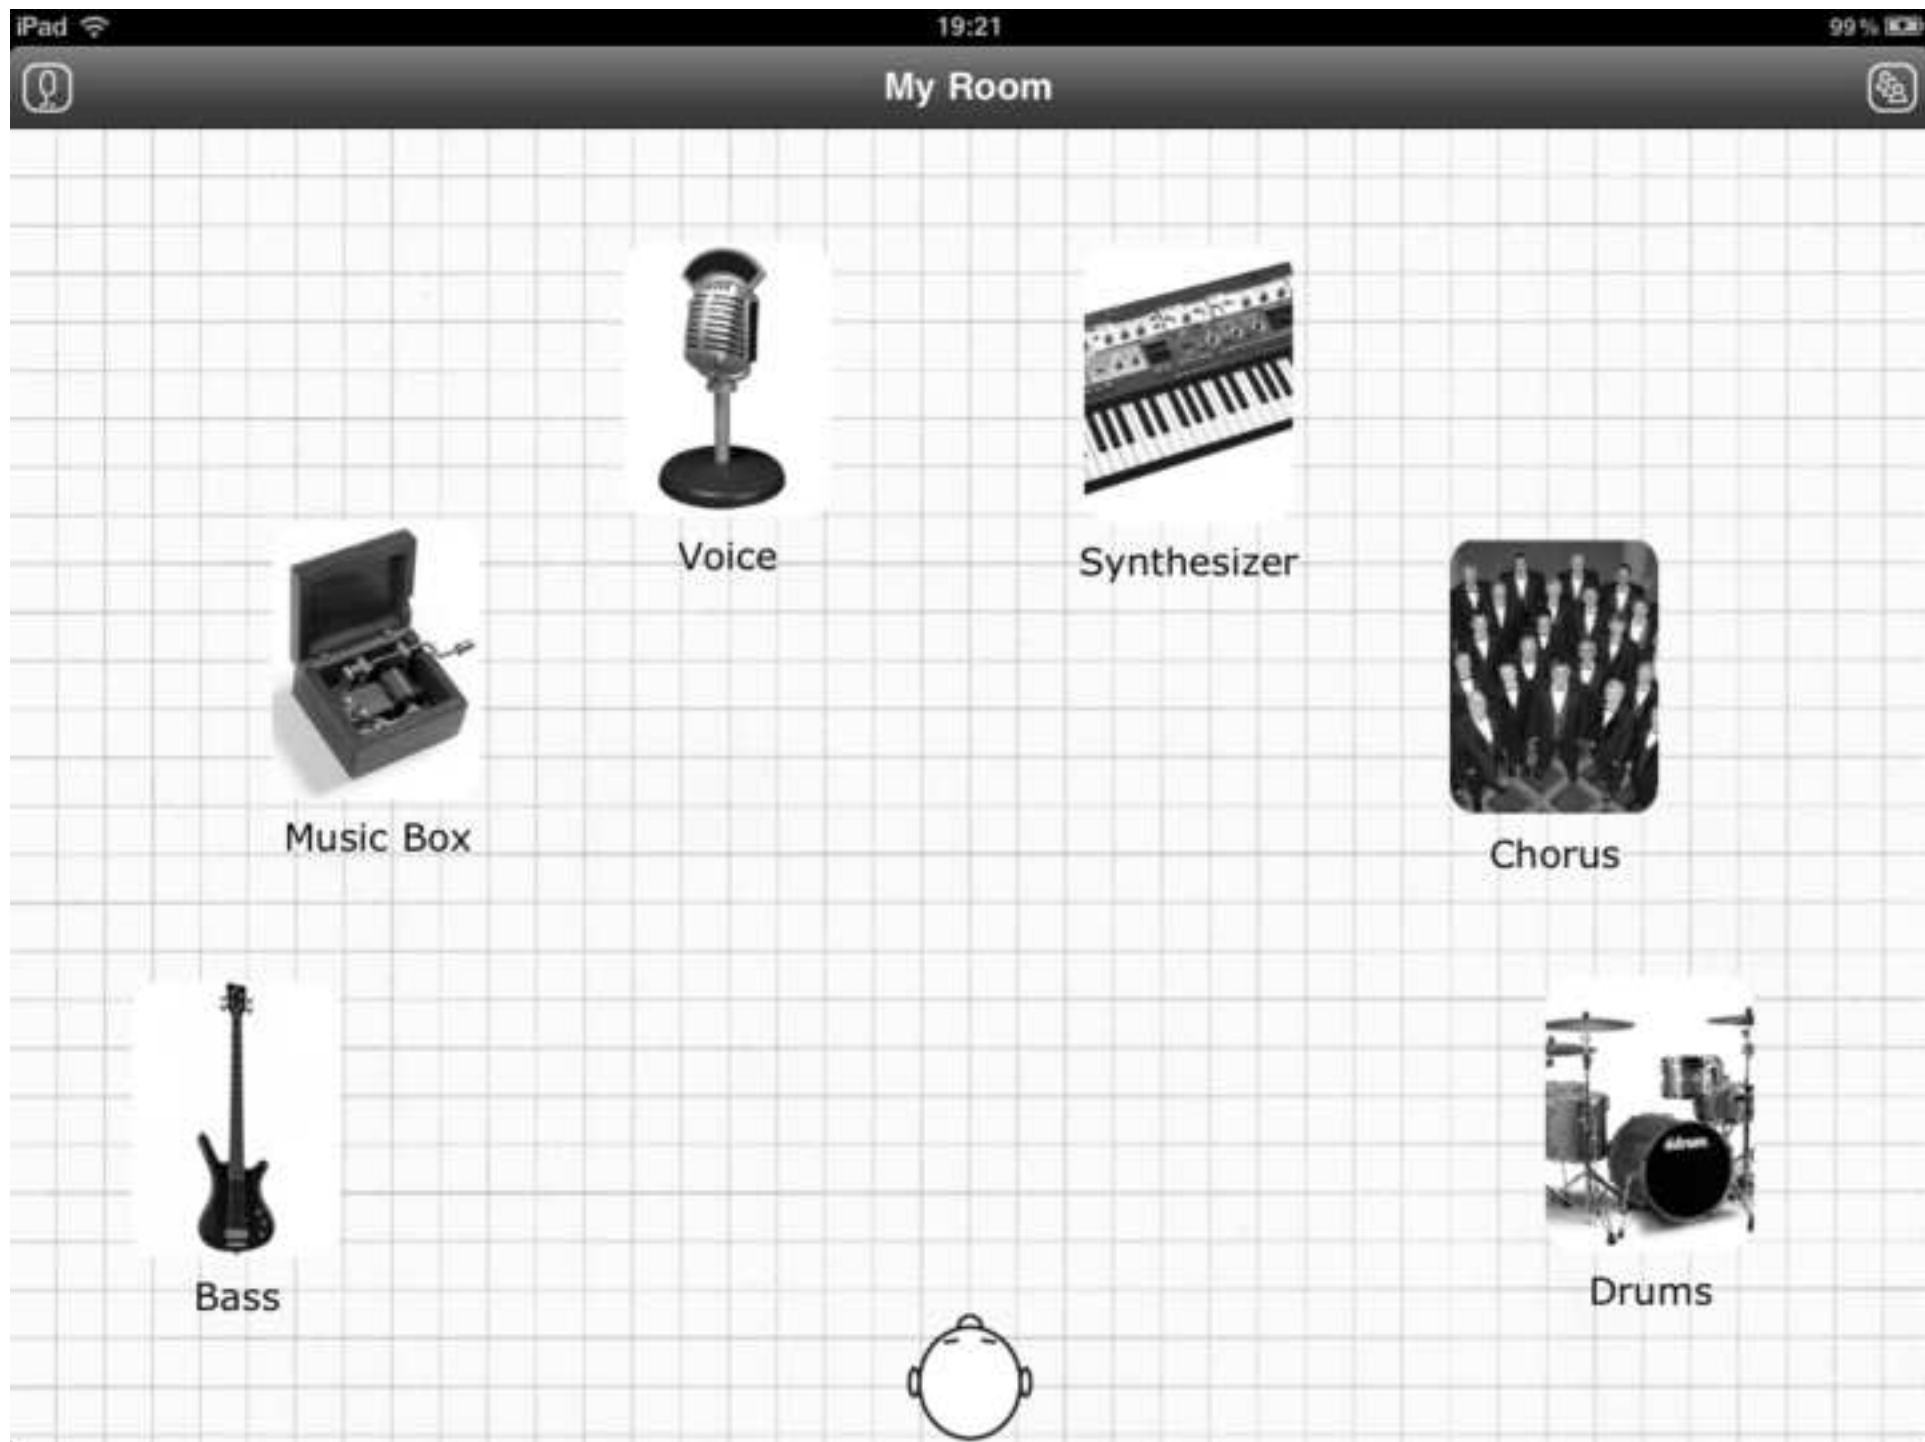 iPad 19:21 99 %
My Room
Voice
Synthesizer
Music Box
Chorus
Bass
Drums